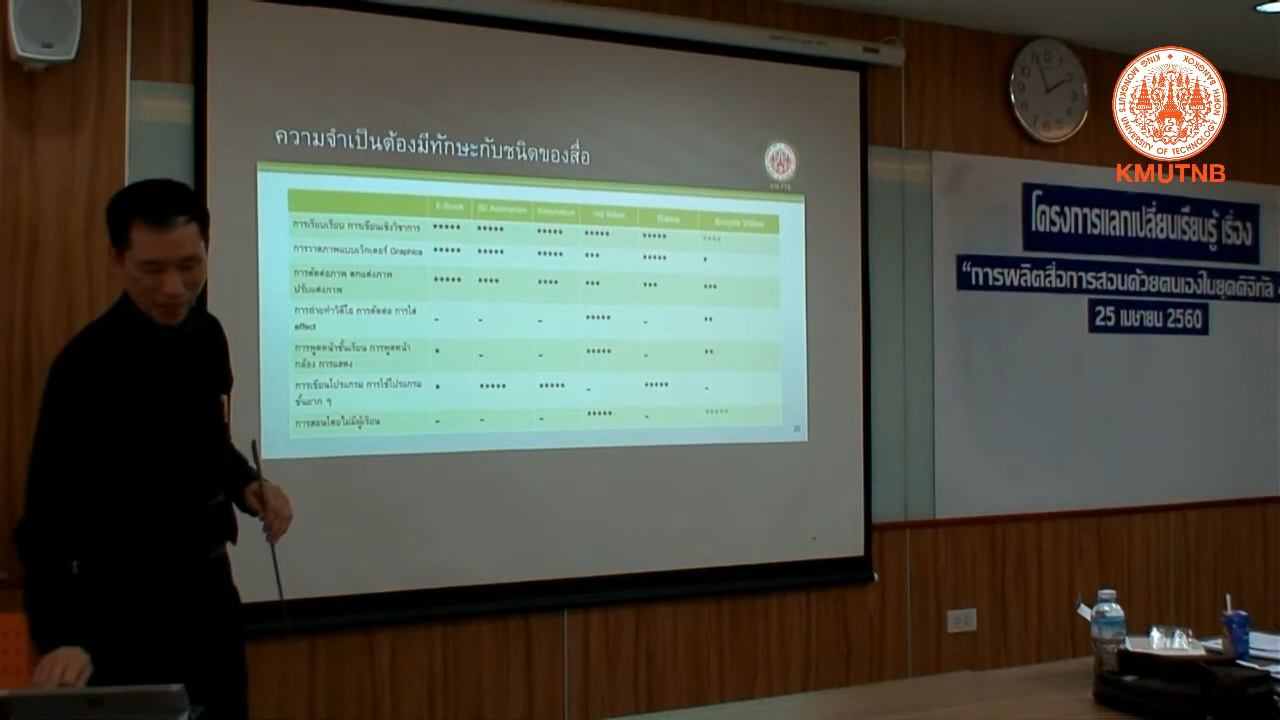 ความจำเป็นต้องมีทักษะกับชนิดของสื่อ
E-Book 2D Animation Simulation HQ Video Game Simple Video
การเรียบเรียง การเขียนเชิงวิชาการ ***** ***** ***** ***** ***** ****
การวาดภาพแบบเว็กเตอร์ Graphics ***** ***** ***** *** ***** *
การตัดต่อภาพ ตกแต่งภาพ
ปรับแต่งภาพ ***** **** **** *** *** ***
การถ่ายทำวิดีโอ การตัดต่อ การใส่
effect - - - ***** - **
การพูดหน้าชั้นเรียน การพูดหน้า
กล้อง การแสดง * - - ***** - **
การเขียนโปรแกรม การใช้โปรแกรม
ขั้นยาก ๆ * ***** ***** - ***** -
การสอนโดยไม่มีผู้เรียน - - - ***** - *****
25
KING MONGKUT'S UNIVERSITY OF TECHNOLOGY NORTH BANGKOK
KMUTNB
โครงการแลกเปลี่ยนเรียนรู้ เรื่อง
“การผลิตสื่อการสอนด้วยตนเองในยุคดิจิทัล
25 เมษายน 2560